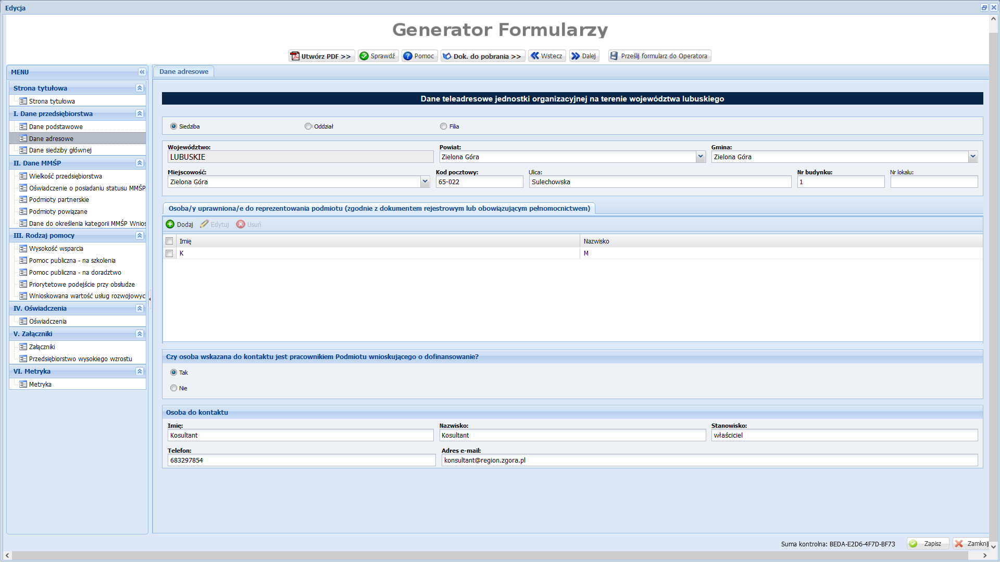 Edycja
Generator Formularzy
Utwórz PDF >> Sprawdź Pomoc Dok. do pobrania >> Wstecz Dalej Prześlij formularz do Operatora
MENU
Strona tytułowa
Strona tytułowa
I. Dane przedsiębiorstwa
Dane podstawowe
Dane adresowe
Dane siedziby głównej
II. Dane MMŚP
Wielkość przedsiębiorstwa
Oświadczenie o posiadaniu statusu MMŚP
Podmioty partnerskie
Podmioty powiązane
Dane do określenia kategorii MMŚP Wnios
III. Rodzaj pomocy
Wysokość wsparcia
Pomoc publiczna - na szkolenia
Pomoc publiczna - na doradztwo
Priorytetowe podejście przy obsłudze
Wnioskowana wartość usług rozwojowyc
IV. Oświadczenia
Oświadczenia
V. Załączniki
Załączniki
Przedsiębiorstwo wysokiego wzrostu
VI. Metryka
Metryka
Dane adresowe
Dane teleadresowe jednostki organizacyjnej na terenie województwa lubuskiego
Siedziba Oddział Filia
Województwo: Powiat: Gmina:
LUBUSKIE Zielona Góra Zielona Góra
Miejscowość: Kod pocztowy: Ulica: Nr budynku: Nr lokalu:
Zielona Góra 65-022 Sulechowska 1
Osoba/y uprawniona/e do reprezentowania podmiotu (zgodnie z dokumentem rejestrowym lub obowiązującym pełnomocnictwem)
Dodaj Edytuj Usuń
Imię Nazwisko
K M
Czy osoba wskazana do kontaktu jest pracownikiem Podmiotu wnioskującego o dofinansowanie?
Tak
Nie
Osoba do kontaktu
Imię: Nazwisko: Stanowisko:
Kosultant Kosultant właściciel
Telefon: Adres e-mail:
683297854 konsultant@region.zgora.pl
Suma kontrolna: BEDA-E2D6-4F7D-BF73 Zapisz Zamknij